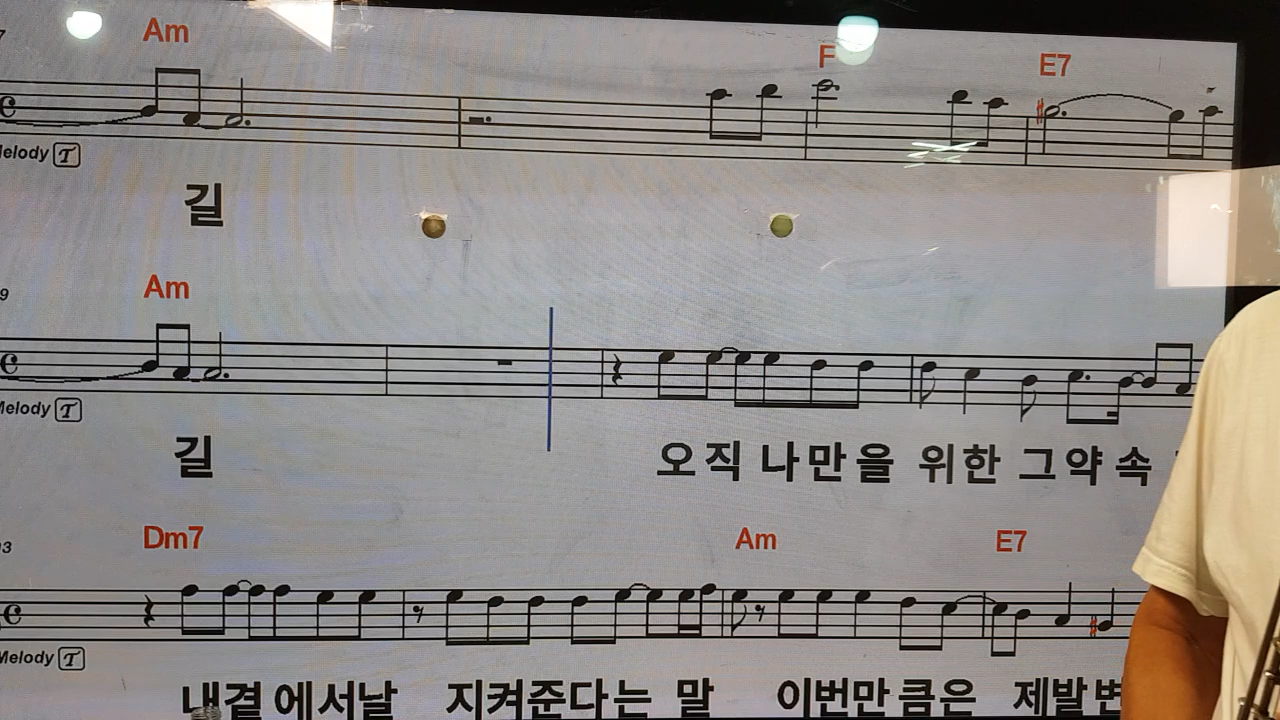 Am F E7
Melody T
길
Am
Melody T
길 오직 나만을 위한 그약 속
Dm7 Am E7
Melody T
내곁에서날 지켜준다는 말 이번만큼은 제발변